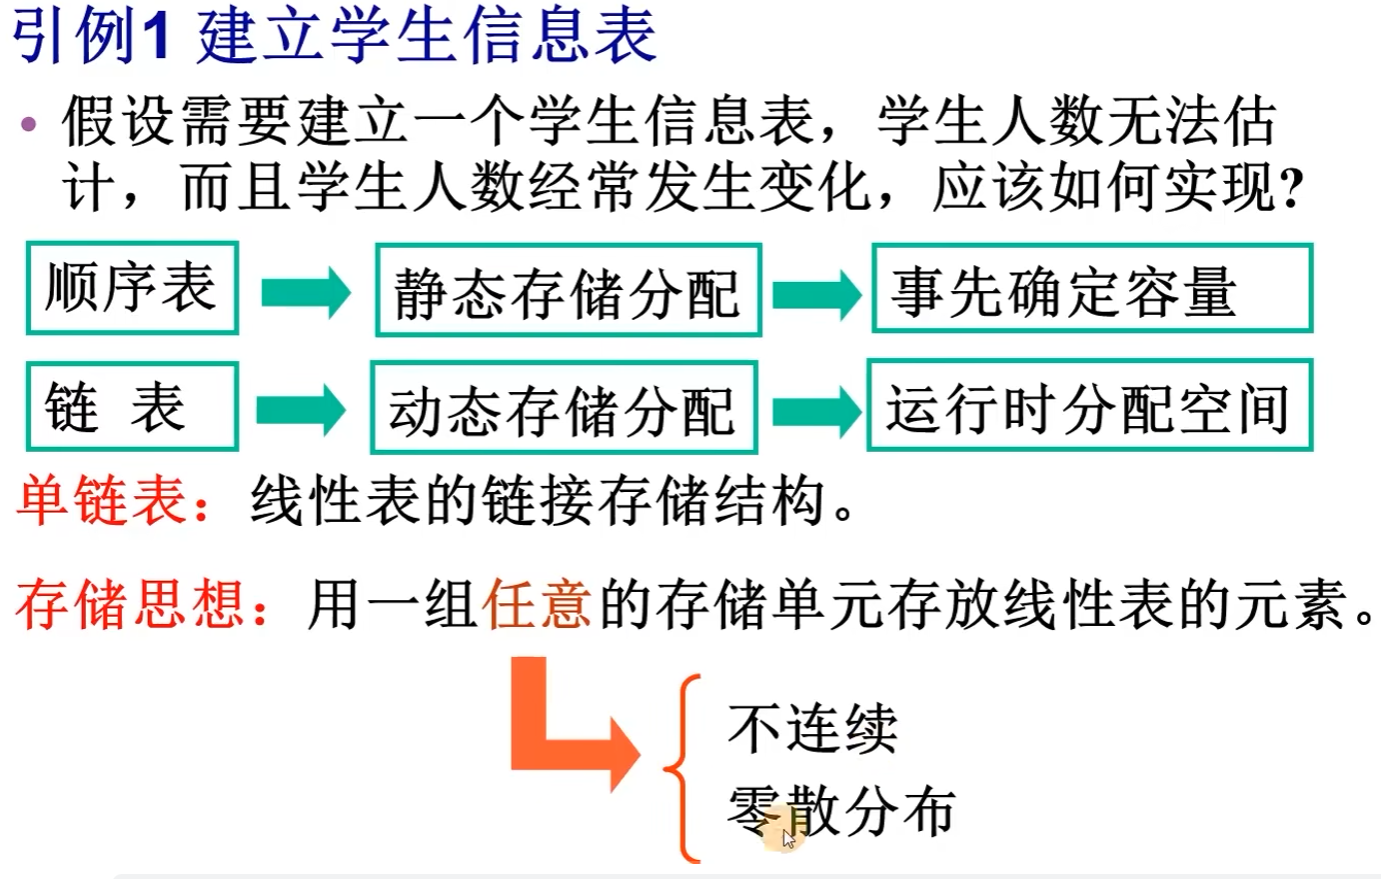 引例1 建立学生信息表
• 假设需要建立一个学生信息表，学生人数无法估
计，而且学生人数经常发生变化，应该如何实现?
顺序表 静态存储分配 事先确定容量
链 表 动态存储分配 运行时分配空间
单链表：线性表的链接存储结构。
存储思想：用一组任意的存储单元存放线性表的元素。
不连续
零散分布